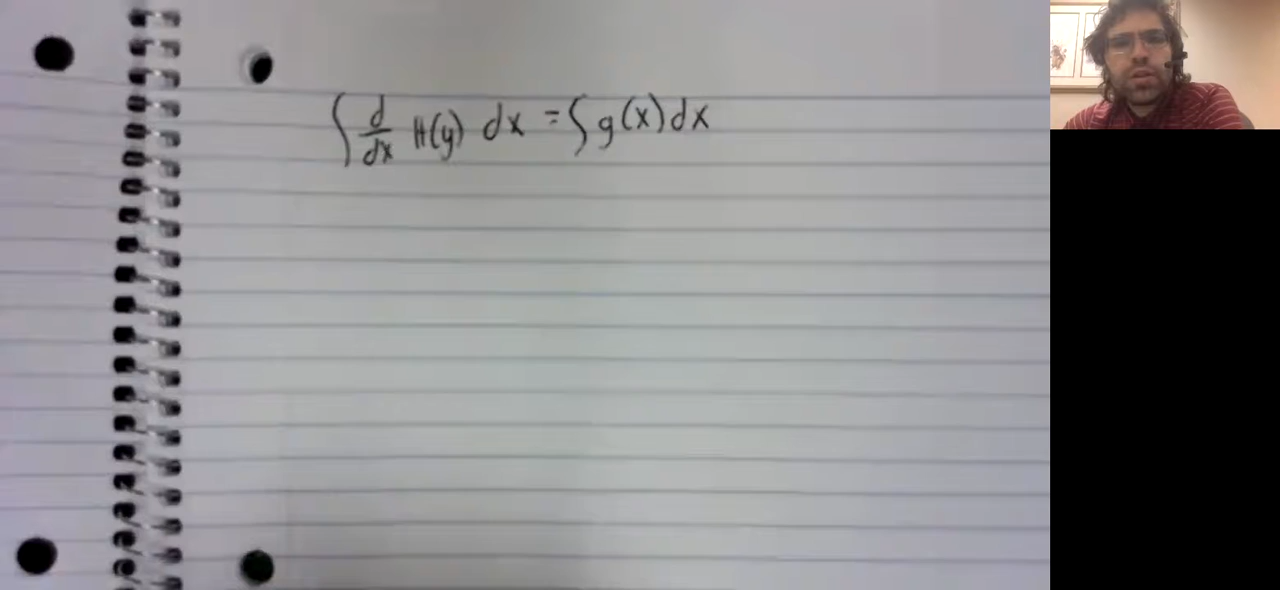 ∫ d/dx H(y) dx = ∫ g(x) dx